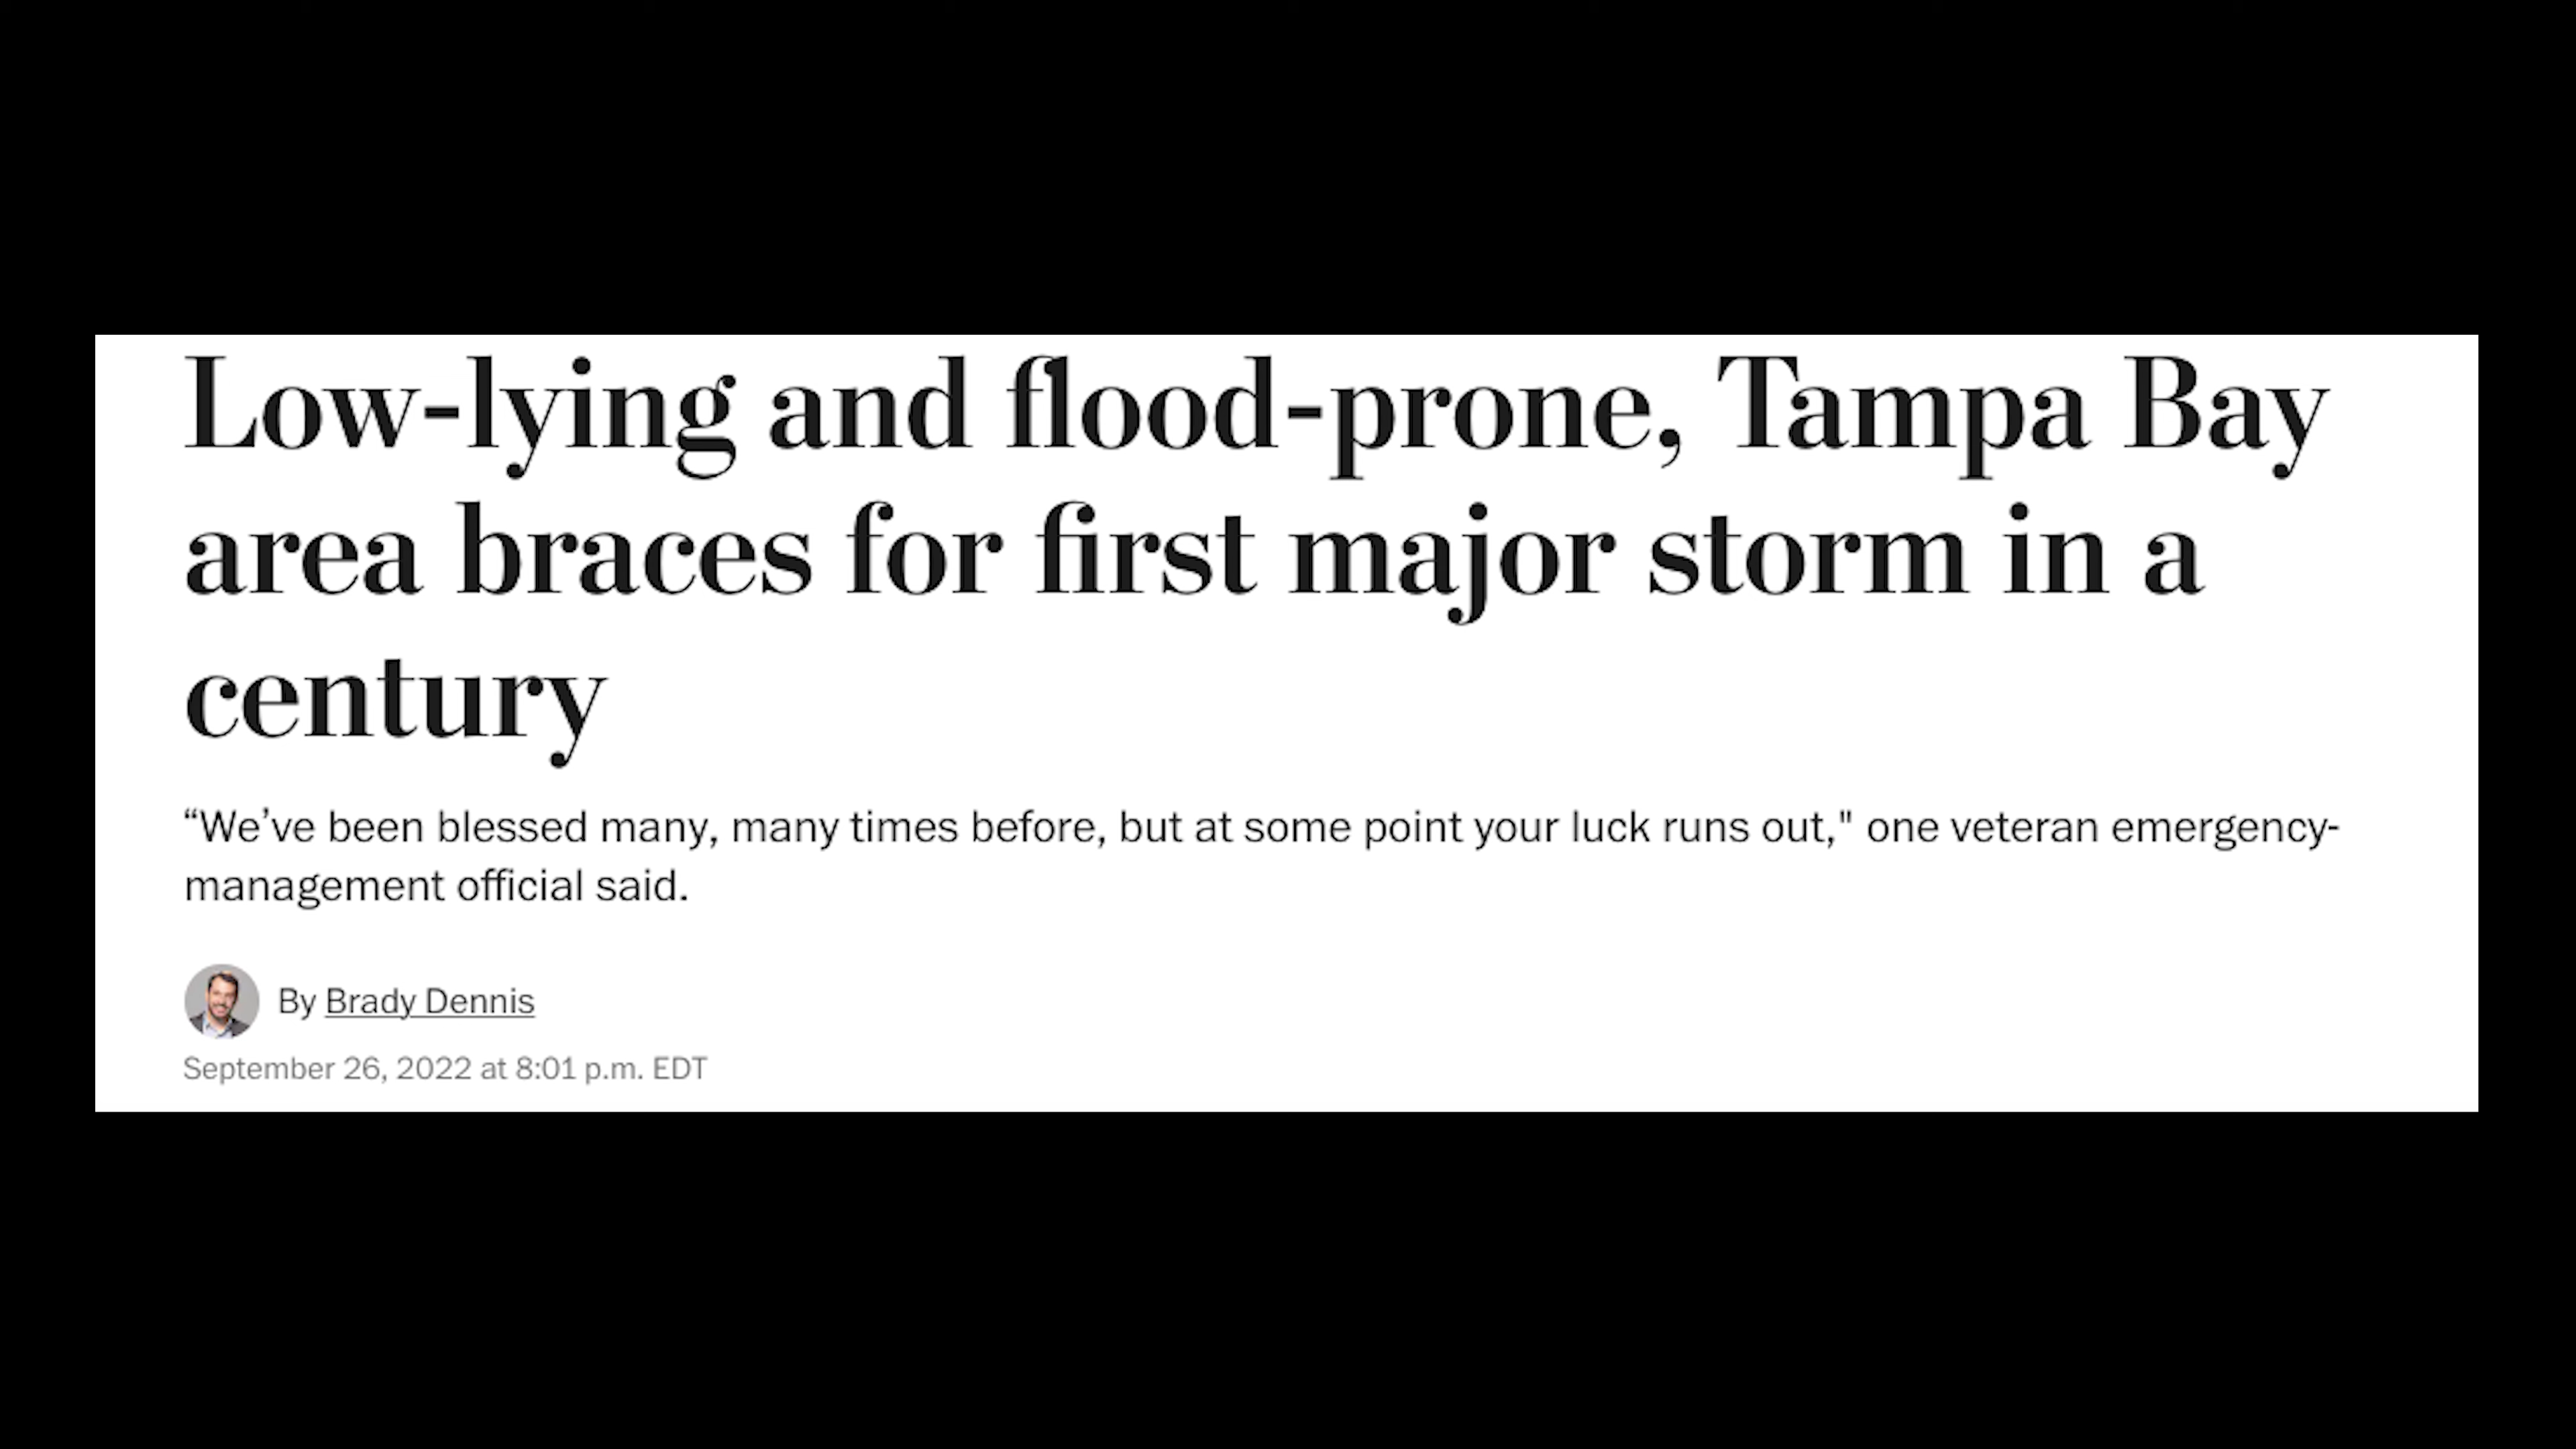 Low-lying and flood-prone, Tampa Bay
area braces for first major storm in a
century
“We’ve been blessed many, many times before, but at some point your luck runs out," one veteran emergency-
management official said.
By Brady Dennis
September 26, 2022 at 8:01 p.m. EDT